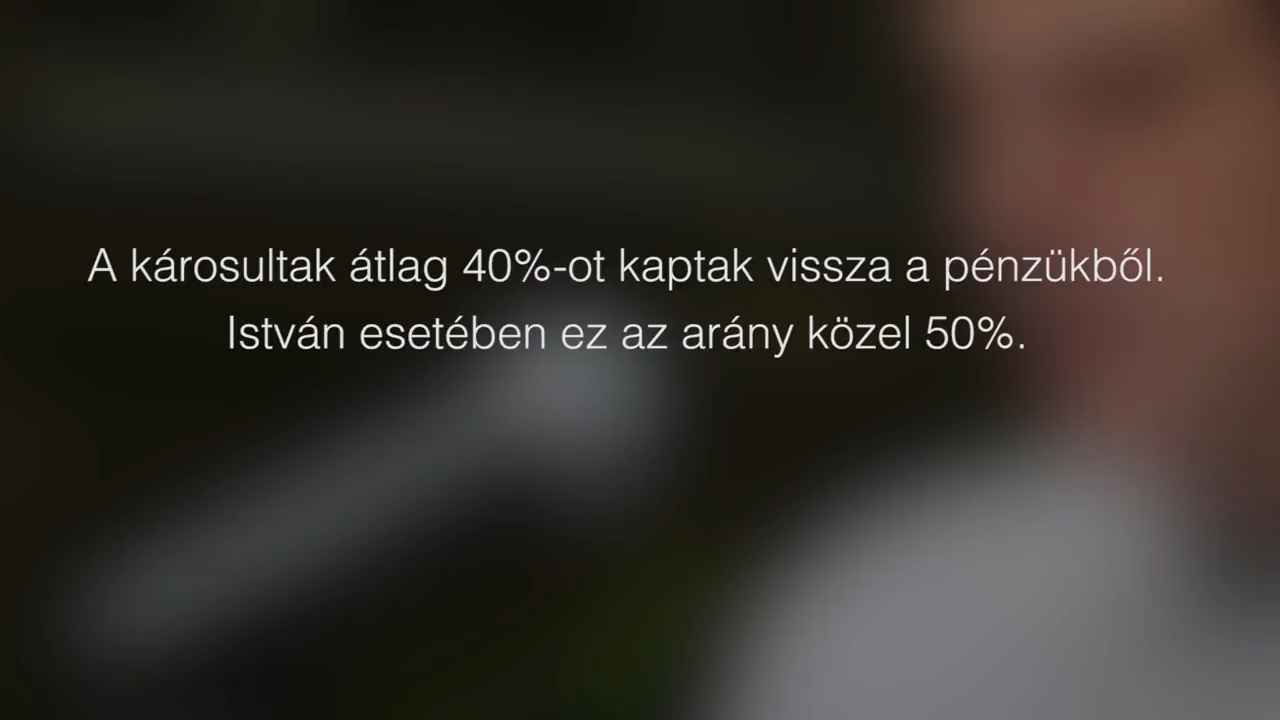 A károsultak átlag 40%-ot kaptak vissza a pénzükből.
István esetében ez az arány közel 50%.